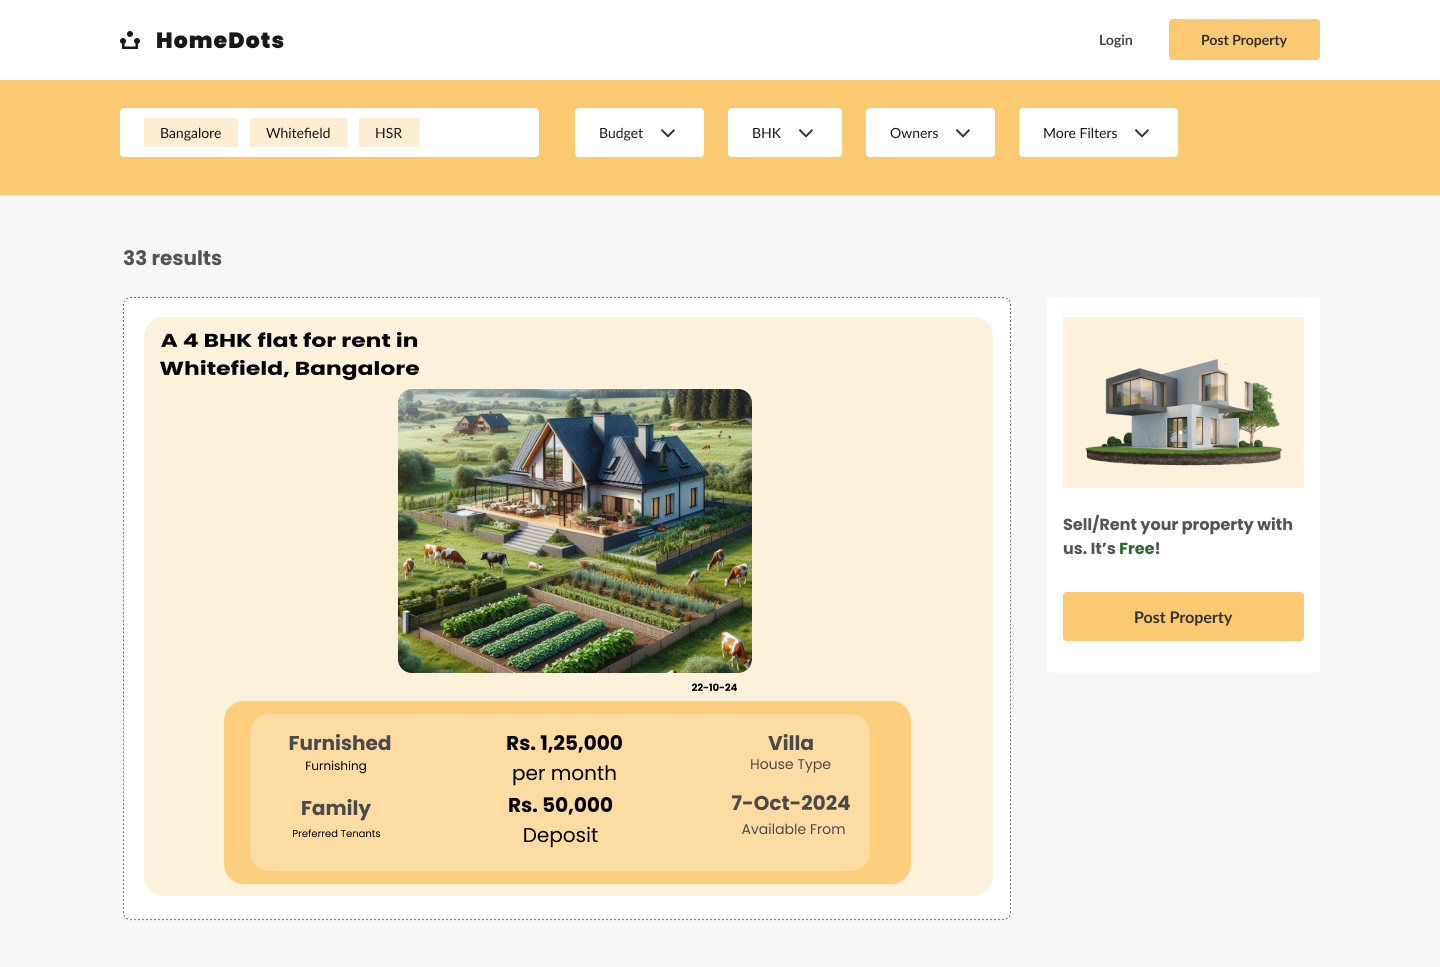 HomeDots
Login
Post Property
Bangalore
Whitefield
HSR
Budget
BHK
Owners
More Filters
33 results
A 4 BHK flat for rent in
Whitefield, Bangalore
22-10-24
Furnished
Furnishing
Family
Preferred Tenants
Rs. 1,25,000
per month
Rs. 50,000
Deposit
Villa
House Type
7-Oct-2024
Available From
Sell/Rent your property with
us. It’s Free!
Post Property